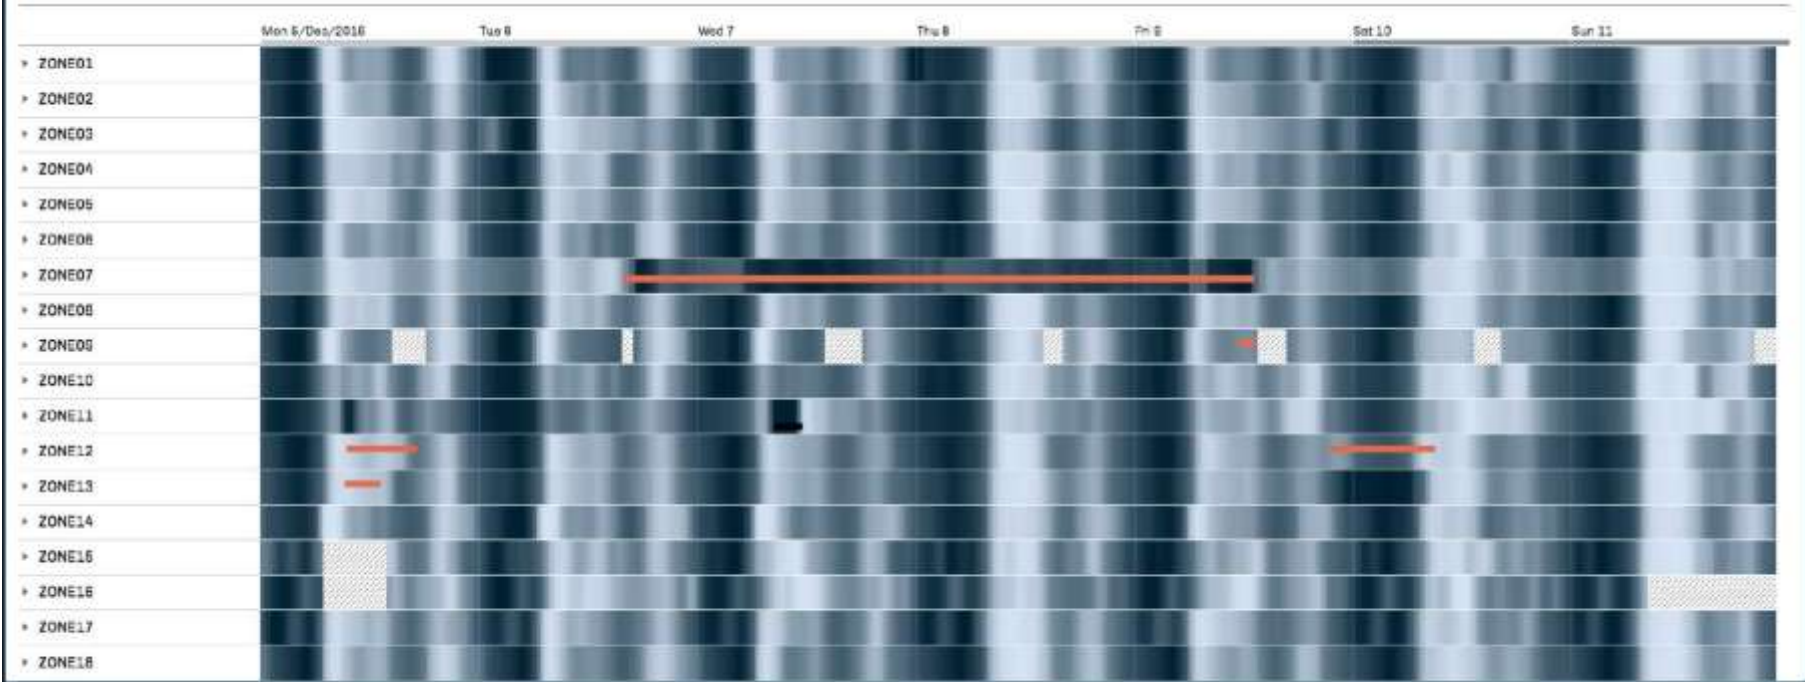 Mon 5/Dec/2016 Tue 6 Wed 7 Thu 8 Fri 9 Sat 10 Sun 11
ZONE01
ZONE02
ZONE03
ZONE04
ZONE05
ZONE06
ZONE07
ZONE08
ZONE09
ZONE10
ZONE11
ZONE12
ZONE13
ZONE14
ZONE15
ZONE16
ZONE17
ZONE18